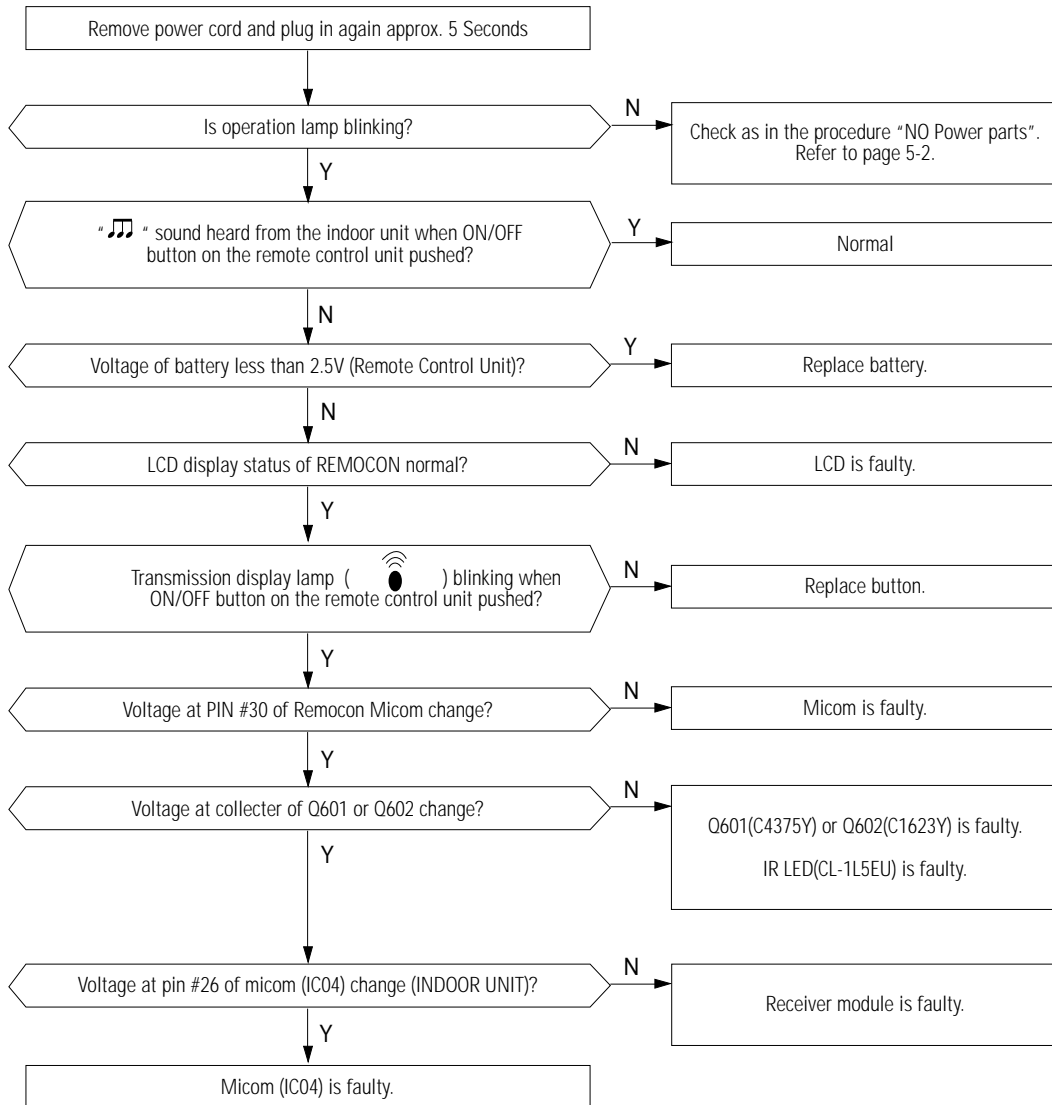 Remove power cord and plug in again approx. 5 Seconds
Is operation lamp blinking?
N
Check as in the procedure “NO Power parts”.
Refer to page 5-2.
Y
“ “ sound heard from the indoor unit when ON/OFF
button on the remote control unit pushed?
Y
Normal
N
Voltage of battery less than 2.5V (Remote Control Unit)?
Y
Replace battery.
N
LCD display status of REMOCON normal?
N
LCD is faulty.
Y
Transmission display lamp ( ) blinking when
ON/OFF button on the remote control unit pushed?
N
Replace button.
Y
Voltage at PIN #30 of Remocon Micom change?
N
Micom is faulty.
Y
Voltage at collecter of Q601 or Q602 change?
N
Q601(C4375Y) or Q602(C1623Y) is faulty.
IR LED(CL-1L5EU) is faulty.
Y
Voltage at pin #26 of micom (IC04) change (INDOOR UNIT)?
N
Receiver module is faulty.
Y
Micom (IC04) is faulty.